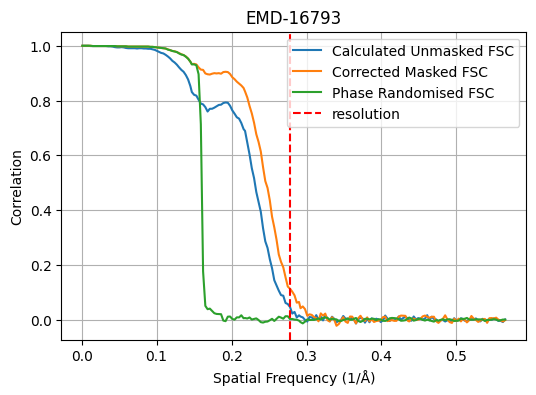 EMD-16793
Calculated Unmasked FSC
Corrected Masked FSC
Phase Randomised FSC
resolution
Correlation
1.0
0.8
0.6
0.4
0.2
0.0
0.0 0.1 0.2 0.3 0.4 0.5
Spatial Frequency (1/Å)